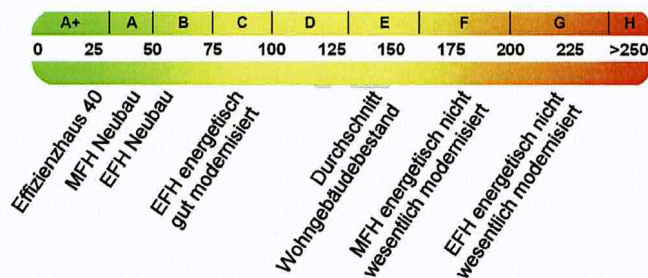 A+ A B C D E F G H
0 25 50 75 100 125 150 175 200 225 >250
Effizienzhaus 40
MFH Neubau
EFH Neubau
EFH energetisch
gut modernisiert
Durchschnitt
Wohngebäudebestand
MFH energetisch nicht
wesentlich modernisiert
EFH energetisch nicht
wesentlich modernisiert